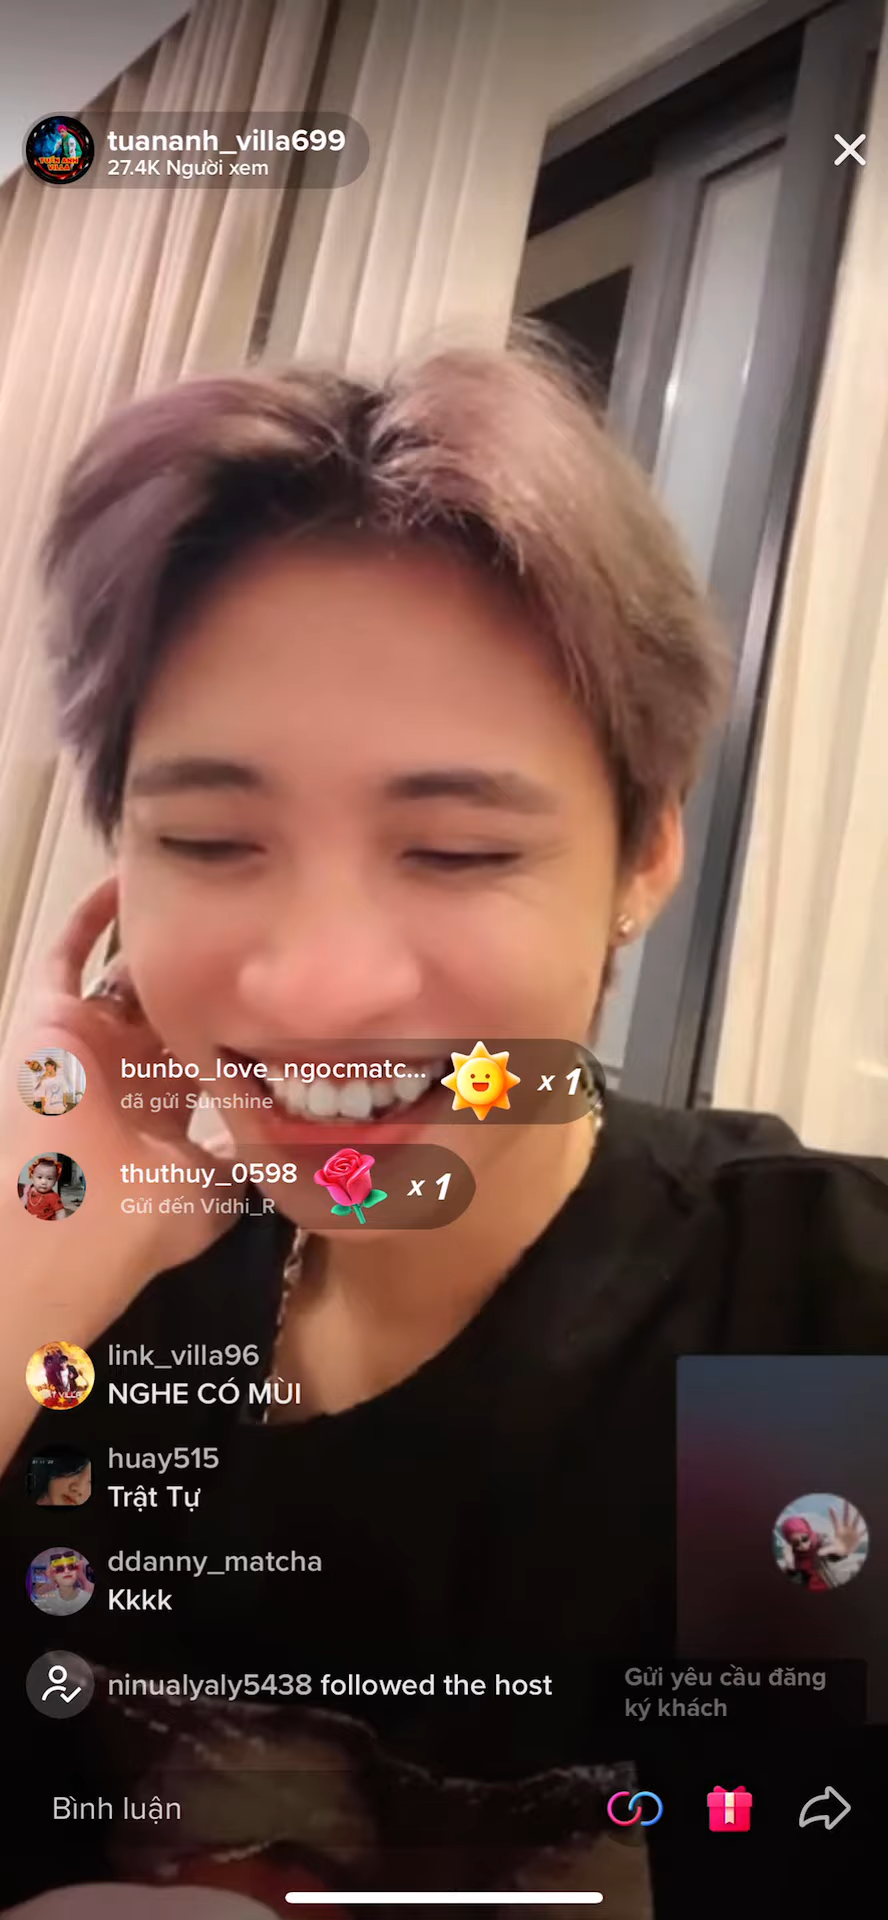 tuananh_villa699
27.4K Người xem
bunbo_love_ngocmatc...
x 1
đã gửi Sunshine
thuthuy_0598
x 1
Gửi đến Vidhi_R
link_villa96
NGHE CÓ MÙI
huay515
Trật Tự
ddanny_matcha
Kkkk
ninualyaly5438 followed the host
Gửi yêu cầu đăng
ký khách
Bình luận